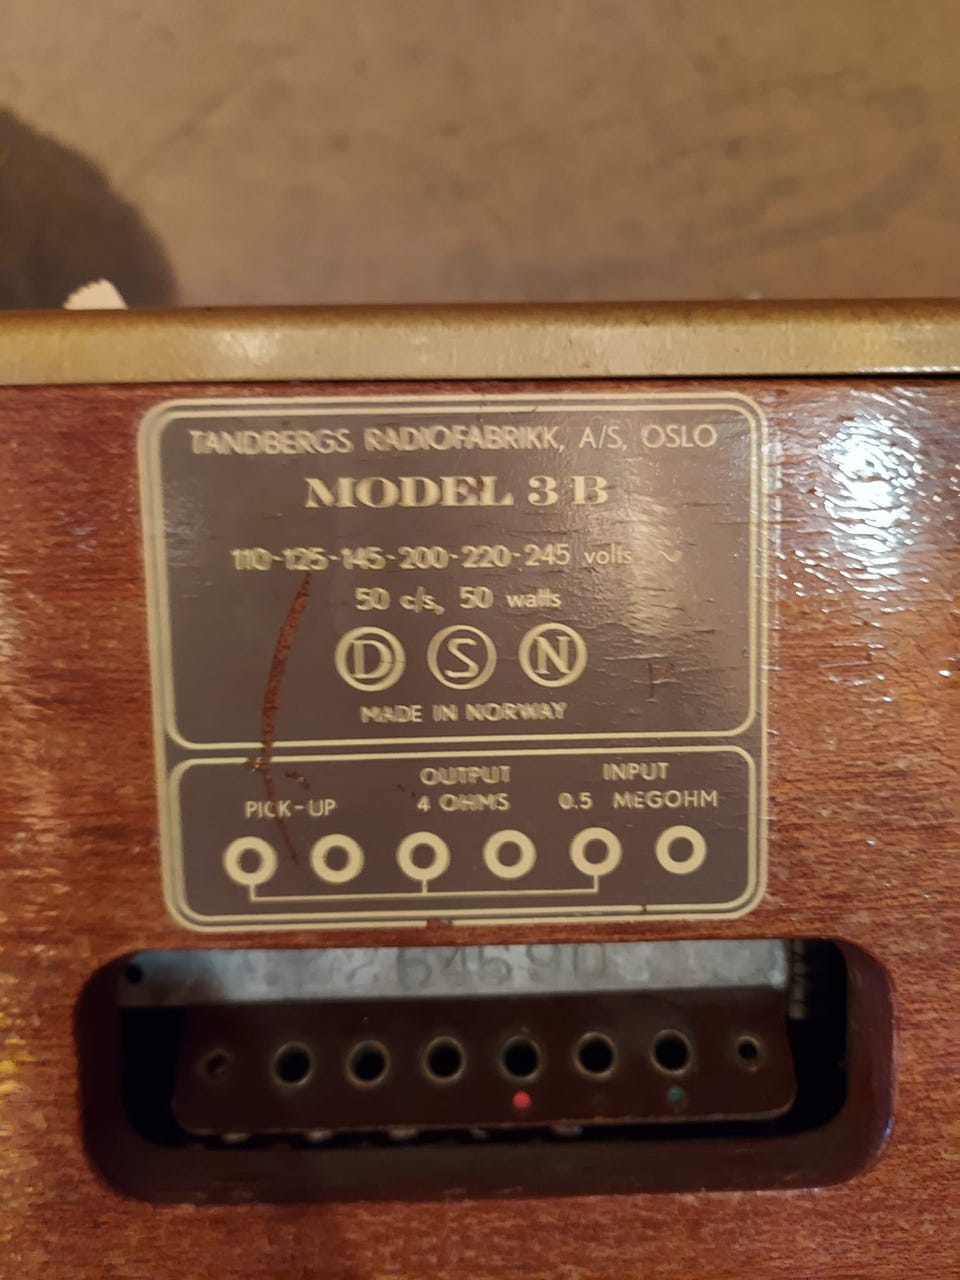 TANDBERGS RADIOFABRIKK, A/S, OSLO
MODEL 3 B
110-125-145-200-220-245 volts ~
50 c/s, 50 watts
D S N
MADE IN NORWAY
PICK-UP
OUTPUT
4 OHMS
INPUT
0.5 MEGOHM